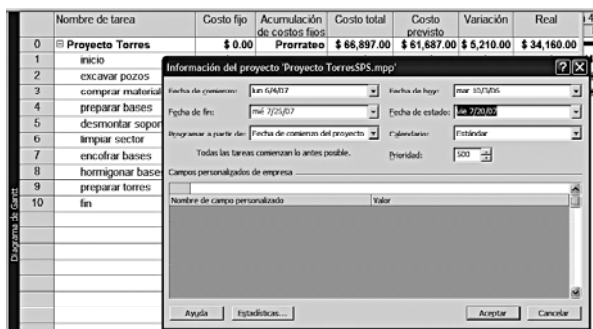 Nombre de tarea Costo fijo Acumulación de costos fijos Costo total Costo previsto Variación Real
0 Proyecto Torres $ 0.00 Prorrateo $ 66,897.00 $ 61,687.00 $ 5,210.00 $ 34,160.00
1 inicio
2 excavar pozos
3 comprar material
4 preparar bases
5 desmontar sopor
6 limpiar sector
7 encofrar bases
8 hormigonar base
9 preparar torres
10 fin
Diagrama de Gantt
Información del proyecto 'Proyecto TorresSPS.mpp'
Fecha de comienzo: lun 6/4/07 Fecha de hoy: mar 10/3/06
Fecha de fin: mié 7/25/07 Fecha de estado: vie 7/20/07
Programar a partir de: Fecha de comienzo del proyecto Calendario: Estándar
Todas las tareas comienzan lo antes posible. Prioridad: 500
Campos personalizados de empresa
Nombre de campo personalizado Valor
Ayuda Estadísticas... Aceptar Cancelar